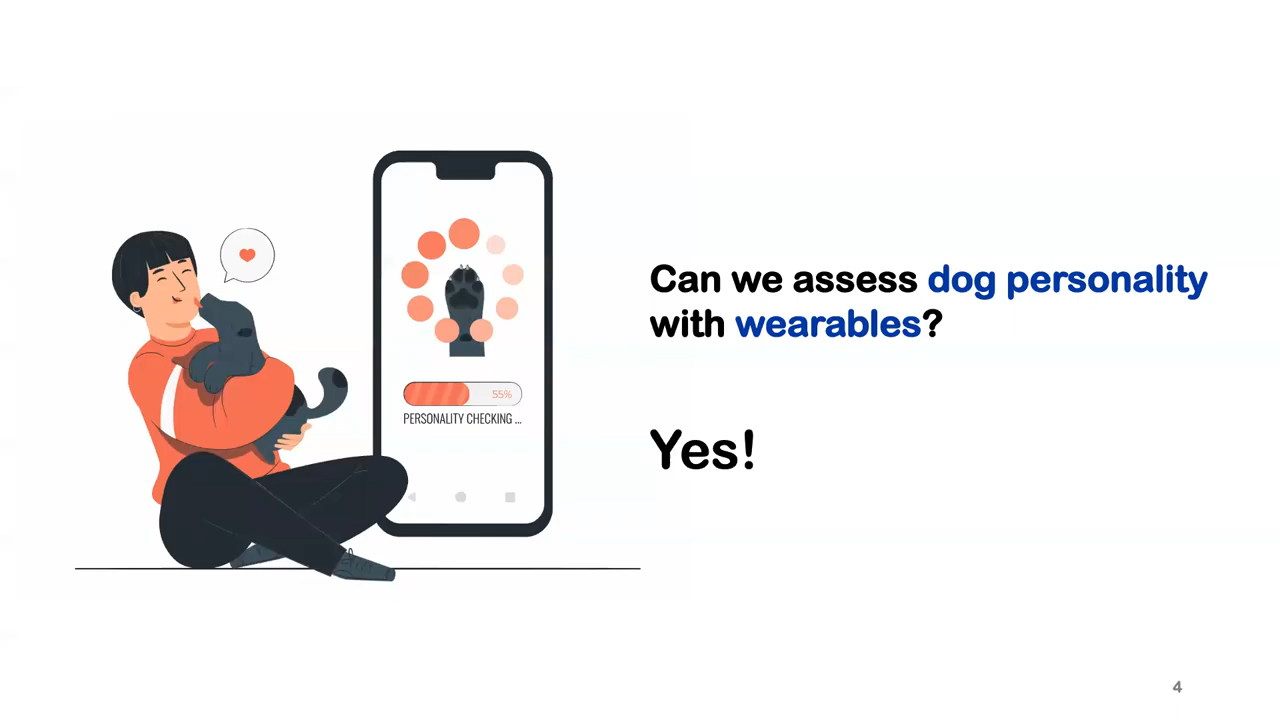 Can we assess dog personality
with wearables?
55%
PERSONALITY CHECKING ...
Yes!
4